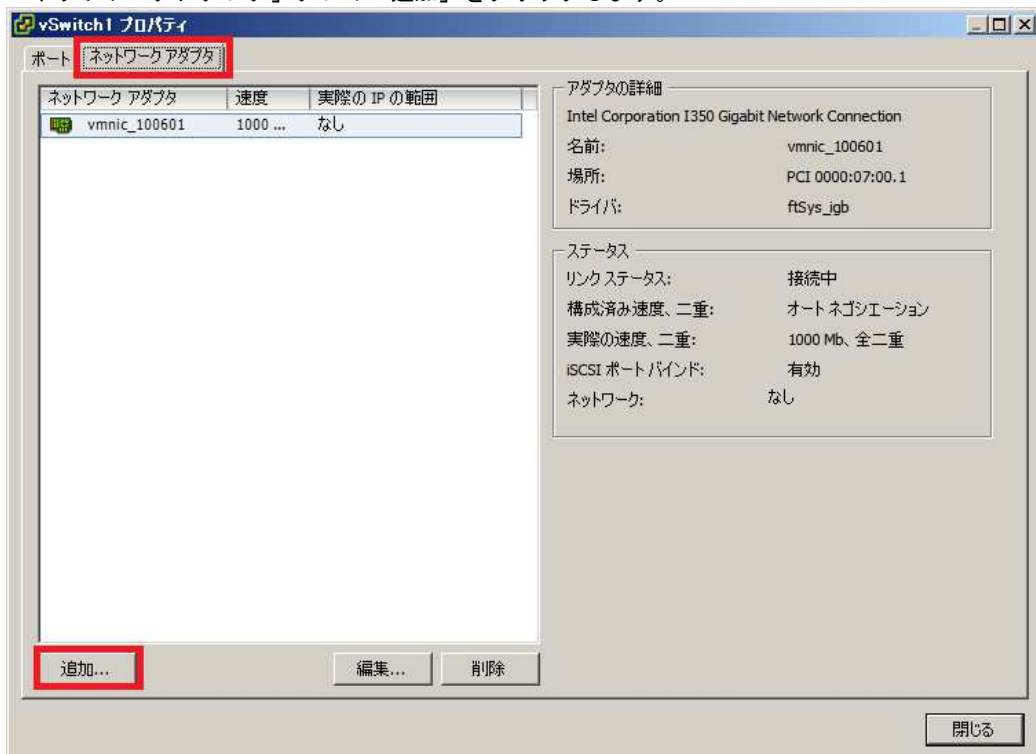 vSwitch1 プロパティ
ポート ネットワーク アダプタ
ネットワーク アダプタ 速度 実際の IP の範囲
vmnic_100601 1000 ... なし
追加... 編集... 削除
アダプタの詳細
Intel Corporation I350 Gigabit Network Connection
名前: vmnic_100601
場所: PCI 0000:07:00.1
ドライバ: ftSys_igb
ステータス
リンク ステータス: 接続中
構成済み速度、二重: オート ネゴシエーション
実際の速度、二重: 1000 Mb、全二重
iSCSI ポート バインド: 有効
ネットワーク: なし
閉じる